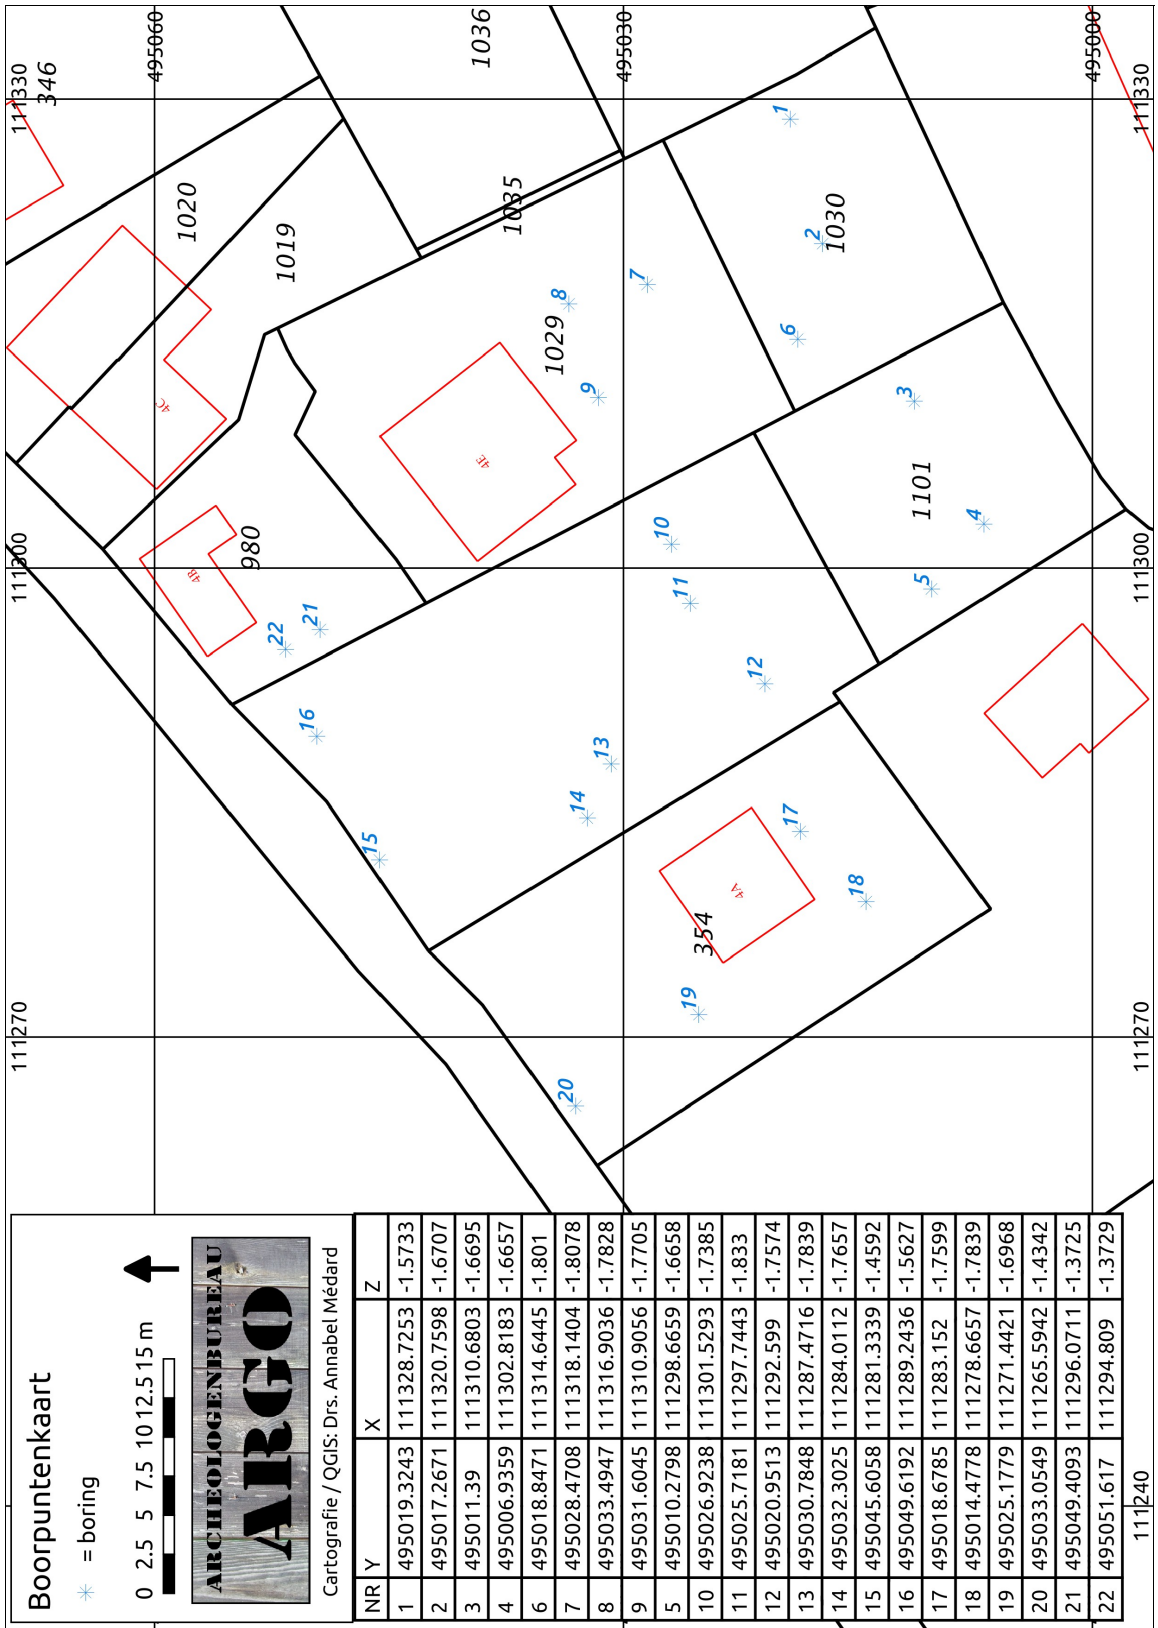 Boorpuntenkaart
= boring
0 2.5 5 7.5 10 12.5 15 m
ARCHEOLOGENBUREAU
ARGO
Cartografie / QGIS: Drs. Annabel Médard
NR Y X Z
1 495019.3243 111328.7253 -1.5733
2 495017.2671 111320.7598 -1.6707
3 495011.39 111310.6803 -1.6695
4 495006.9359 111302.8183 -1.6657
6 495018.8471 111314.6445 -1.801
7 495028.4708 111318.1404 -1.8078
8 495033.4947 111316.9036 -1.7828
9 495031.6045 111310.9056 -1.7705
5 495010.2798 111298.6659 -1.6658
10 495026.9238 111301.5293 -1.7385
11 495025.7181 111297.7443 -1.833
12 495020.9513 111292.599 -1.7574
13 495030.7848 111287.4716 -1.7839
14 495032.3025 111284.0112 -1.7657
15 495045.6058 111281.3339 -1.4592
16 495049.6192 111289.2436 -1.5627
17 495018.6785 111283.152 -1.7599
18 495014.4778 111278.6657 -1.7839
19 495025.1779 111271.4421 -1.6968
20 495033.0549 111265.5942 -1.4342
21 495049.4093 111296.0711 -1.3725
22 495051.617 111294.809 -1.3729
111270
111300
111330
346
495060
1020
1019
4C
4B
980
22
21
16
15
1036
1035
4E
1029
8
9
7
495030
10
11
12
13
14
20
19
354
4A
17
18
1
2
1030
6
3
1101
4
5
495000
111240
111270
111300
111330